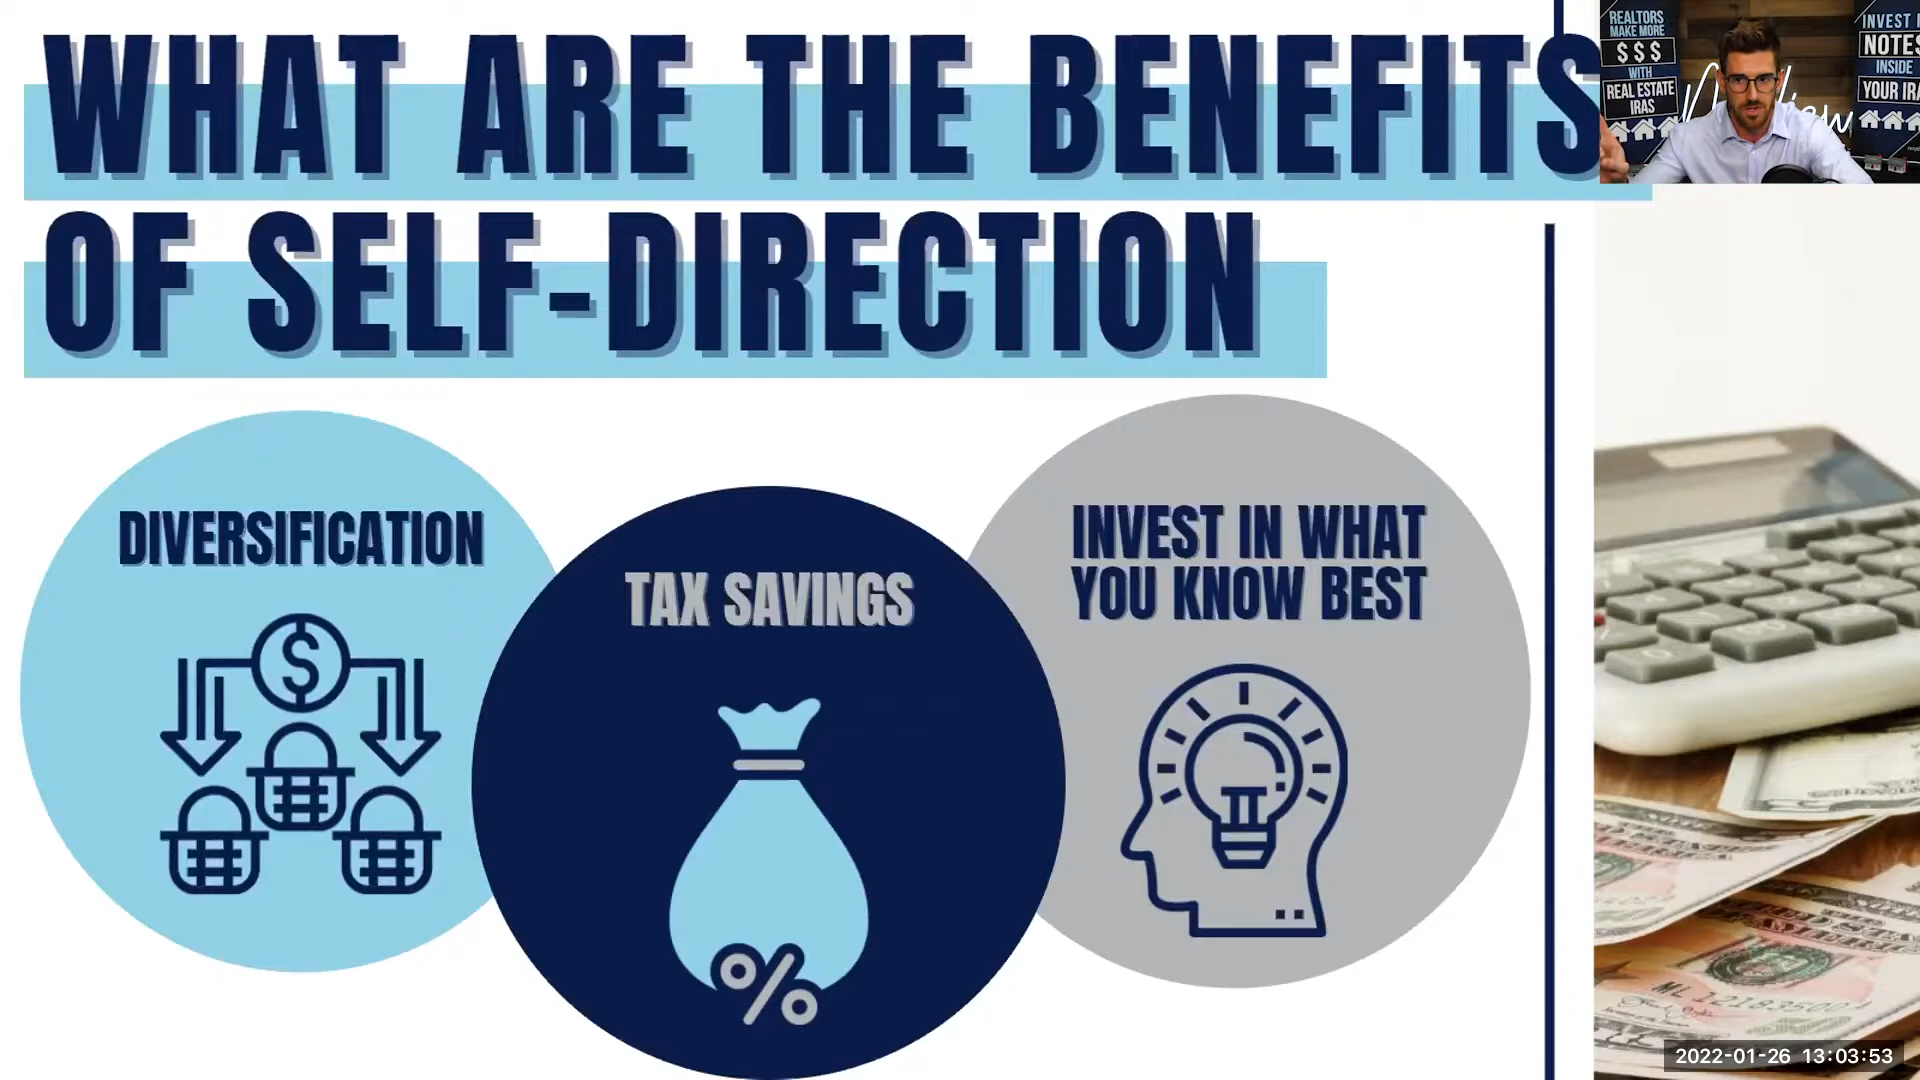 WHAT ARE THE BENEFITS
OF SELF-DIRECTION
DIVERSIFICATION
$
TAX SAVINGS
%
INVEST IN WHAT
YOU KNOW BEST
REALTORS
MAKE MORE
$ $ $
WITH
REAL ESTATE
IRAS
INVEST
NOTES
INSIDE
YOUR IRA
2022-01-26 13:03:53